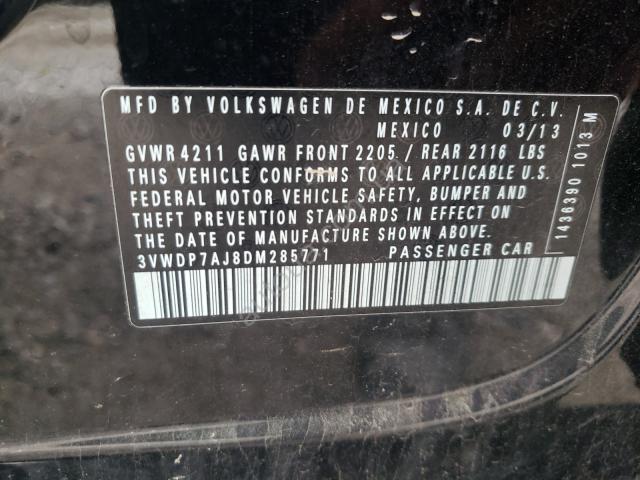 MFD BY VOLKSWAGEN DE MEXICO S.A. DE C.V.
MEXICO 03/13
GVWR 4211 GAWR FRONT 2205 / REAR 2116 LBS
THIS VEHICLE CONFORMS TO ALL APPLICABLE U.S.
FEDERAL MOTOR VEHICLE SAFETY, BUMPER AND
THEFT PREVENTION STANDARDS IN EFFECT ON
THE DATE OF MANUFACTURE SHOWN ABOVE.
3VWDP7AJ8DM285771 PASSENGER CAR
1436390 1013 M